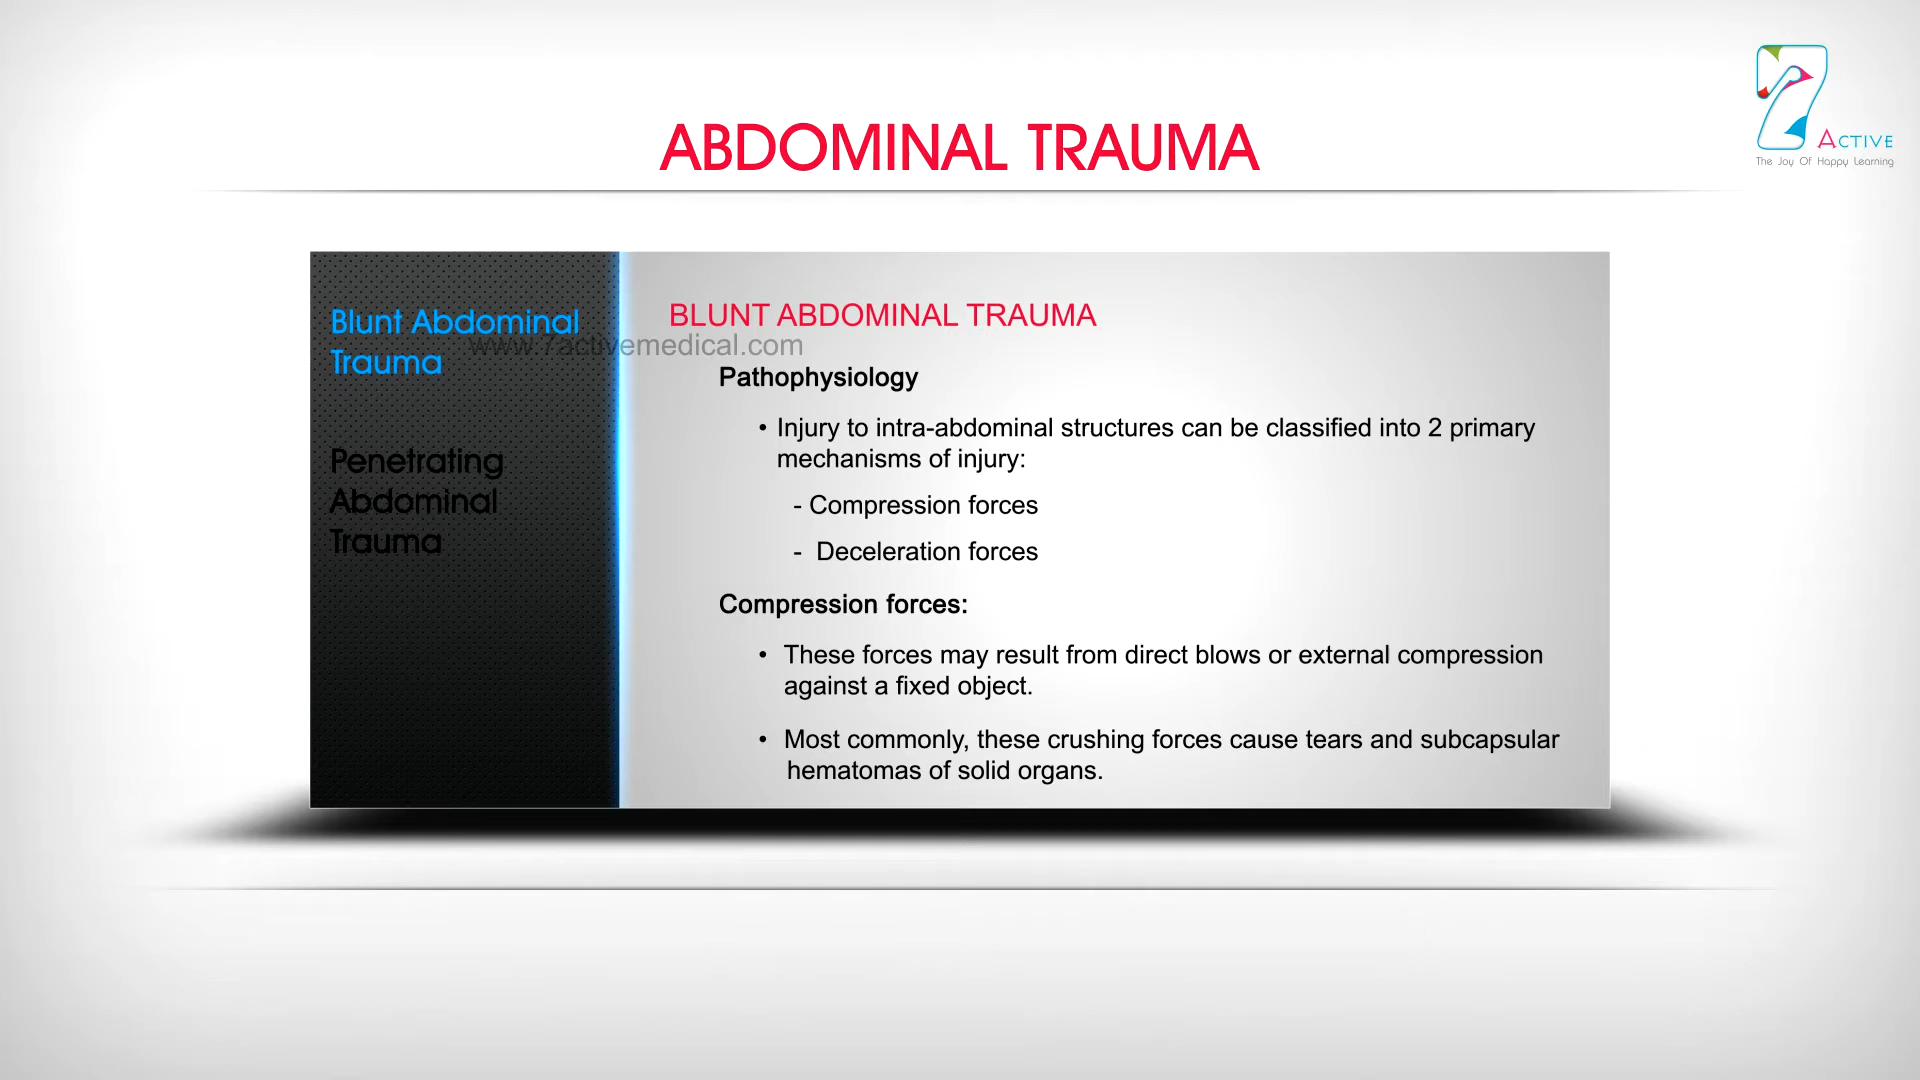 ABDOMINAL TRAUMA
7 ACTIVE
The Joy Of Happy Learning
Blunt Abdominal
Trauma
Penetrating
Abdominal
Trauma
BLUNT ABDOMINAL TRAUMA
www.7activemedical.com
Pathophysiology
• Injury to intra-abdominal structures can be classified into 2 primary
mechanisms of injury:
- Compression forces
- Deceleration forces
Compression forces:
• These forces may result from direct blows or external compression
against a fixed object.
• Most commonly, these crushing forces cause tears and subcapsular
hematomas of solid organs.